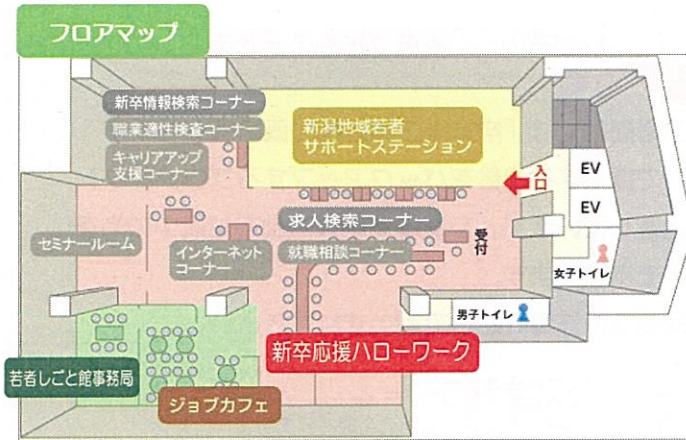 フロアマップ
新卒情報検索コーナー
職業適性検査コーナー
キャリアアップ
支援コーナー
新潟地域若者
サポートステーション
入口
EV
EV
求人検索コーナー
受付
セミナールーム
インターネット
コーナー
就職相談コーナー
女子トイレ
男子トイレ
新卒応援ハローワーク
若者しごと館事務局
ジョブカフェ